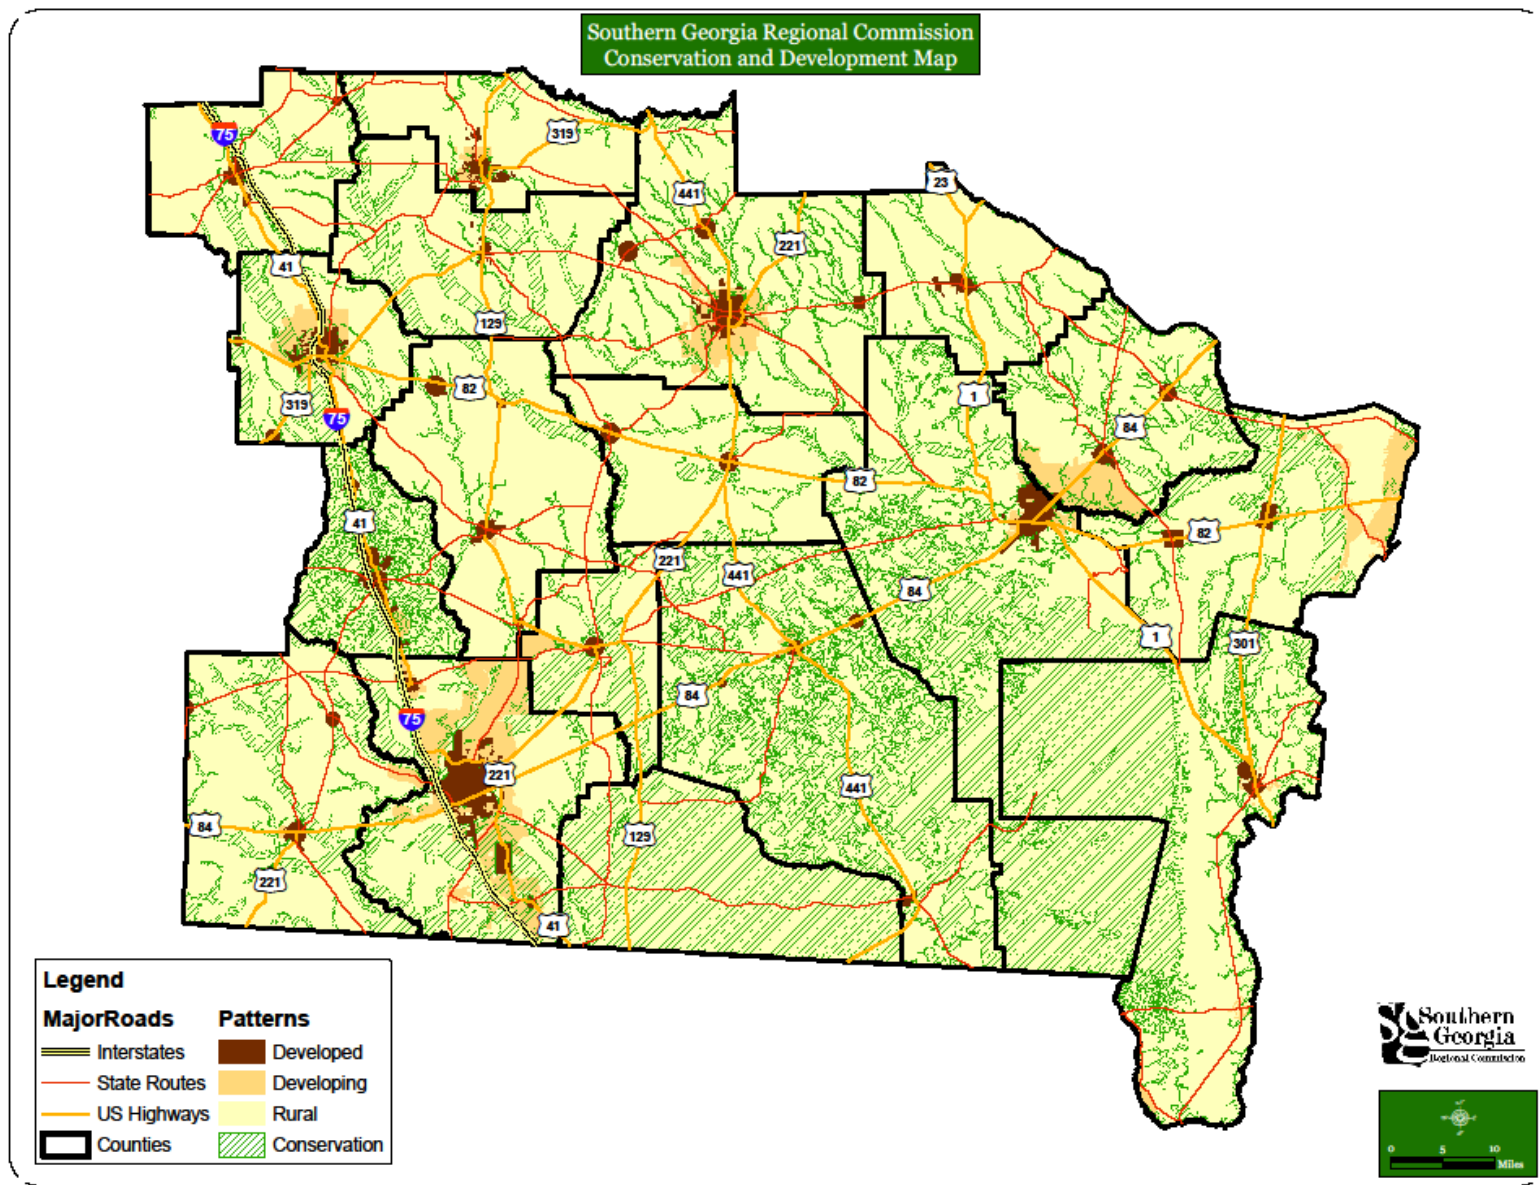 Southern Georgia Regional Commission
Conservation and Development Map
75
319
441
23
221
41
129
82
1
319
75
84
41
82
82
221
441
84
1
301
84
75
221
441
84
129
221
41
Legend
MajorRoads
Patterns
Interstates
Developed
State Routes
Developing
US Highways
Rural
Counties
Conservation
Southern
Georgia
Regional Commission
0 5 10
Miles